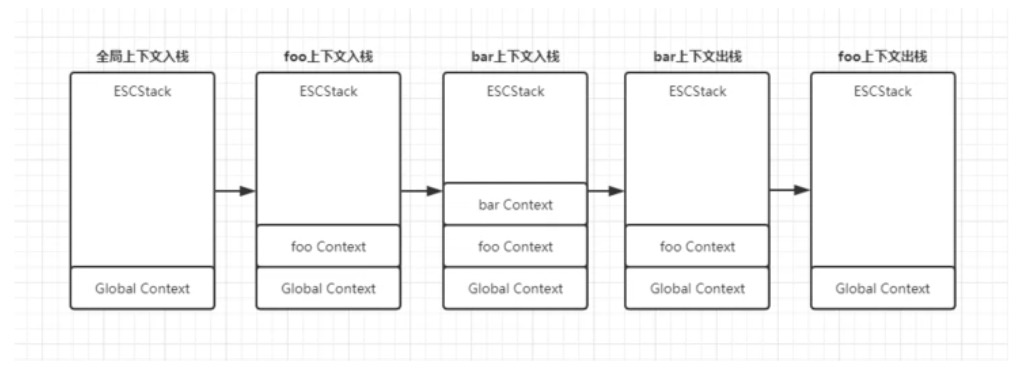 全局上下文入栈
foo上下文入栈
bar上下文入栈
bar上下文出栈
foo上下文出栈
ESCStack
ESCStack
ESCStack
ESCStack
ESCStack
bar Context
foo Context
foo Context
foo Context
Global Context
Global Context
Global Context
Global Context
Global Context